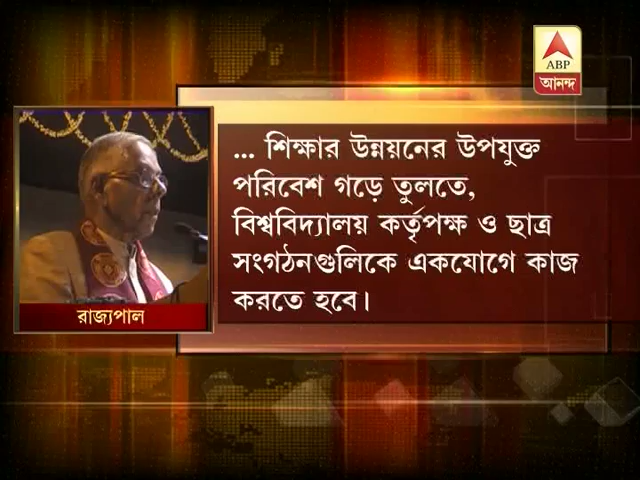 ABP
আনন্দ
... শিক্ষার উন্নয়নের উপযুক্ত
পরিবেশ গড়ে তুলতে,
বিশ্ববিদ্যালয় কর্তৃপক্ষ ও ছাত্র
সংগঠনগুলিকে একযোগে কাজ
করতে হবে।
রাজ্যপাল